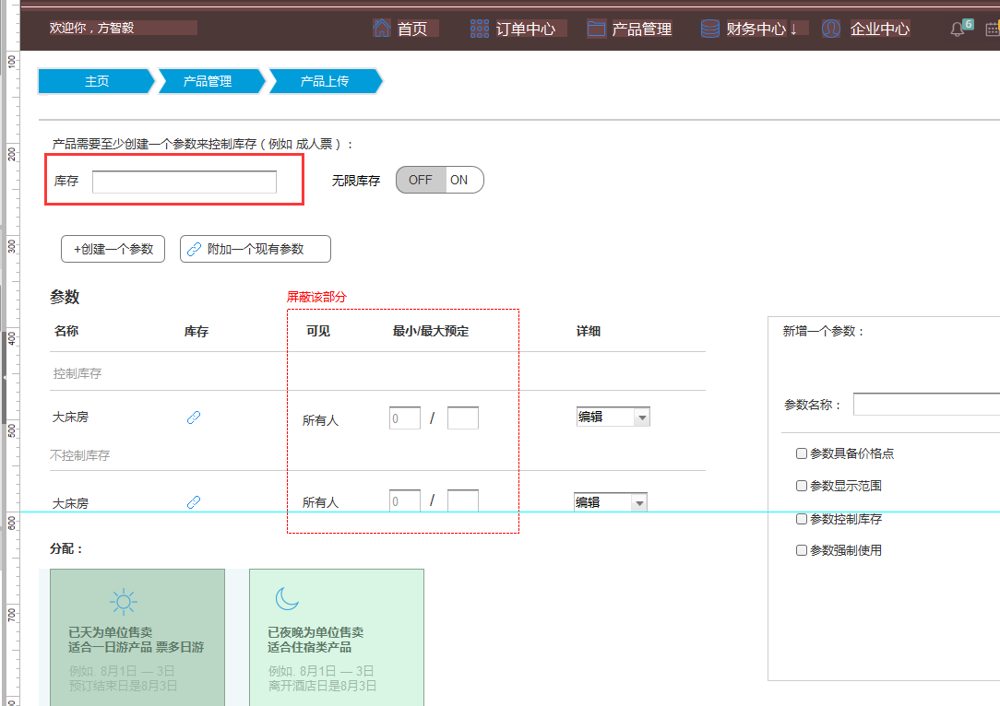 欢迎你，方智毅
首页
订单中心
产品管理
财务中心↓
企业中心
6
主页
产品管理
产品上传
产品需要至少创建一个参数来控制库存（例如 成人票）：
库存
无限库存
OFF
ON
+创建一个参数
附加一个现有参数
参数
屏蔽该部分
名称
库存
可见
最小/最大预定
详细
新增一个参数：
控制库存
参数名称：
大床房
所有人
0
/
编辑
不控制库存
参数具备价格点
参数显示范围
大床房
所有人
0
/
编辑
参数控制库存
参数强制使用
分配：
已天为单位售卖
适合一日游产品 票多日游
例如. 8月1日 — 3日
预订结束日是8月3日
已夜晚为单位售卖
适合住宿类产品
例如. 8月1日 — 3日
离开酒店日是8月3日
100
200
300
400
500
600
700